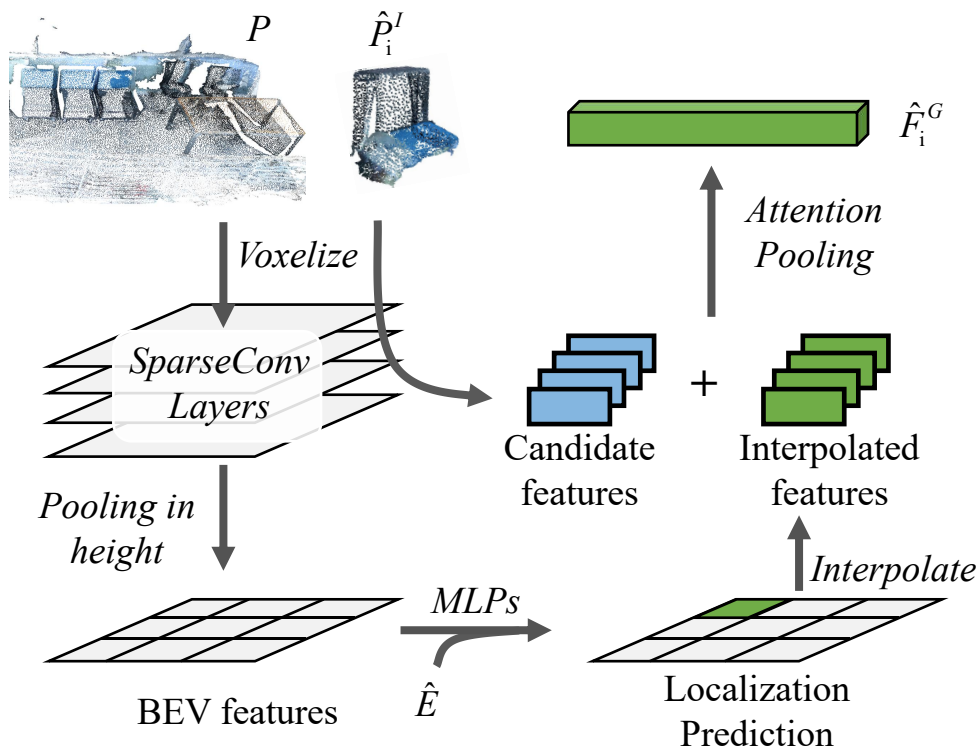 P
P̂ᵢᴵ
F̂ᵢᴳ
Voxelize
Attention
Pooling
SparseConv
Layers
+
Candidate
features
Interpolated
features
Pooling in
height
Interpolate
MLPs
Ê
BEV features
Localization
Prediction